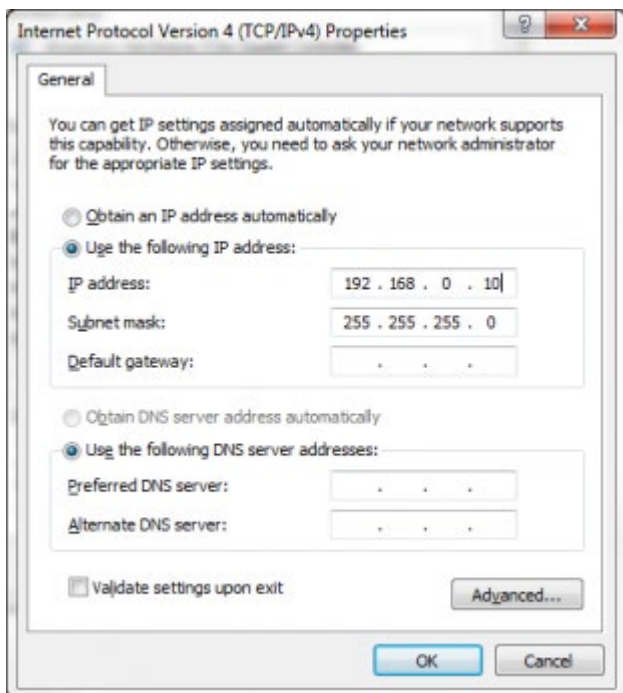 Internet Protocol Version 4 (TCP/IPv4) Properties
General
You can get IP settings assigned automatically if your network supports
this capability. Otherwise, you need to ask your network administrator
for the appropriate IP settings.
Obtain an IP address automatically
Use the following IP address:
IP address: 192 . 168 . 0 . 10
Subnet mask: 255 . 255 . 255 . 0
Default gateway: . . .
Obtain DNS server address automatically
Use the following DNS server addresses:
Preferred DNS server: . . .
Alternate DNS server: . . .
Validate settings upon exit
Advanced...
OK Cancel